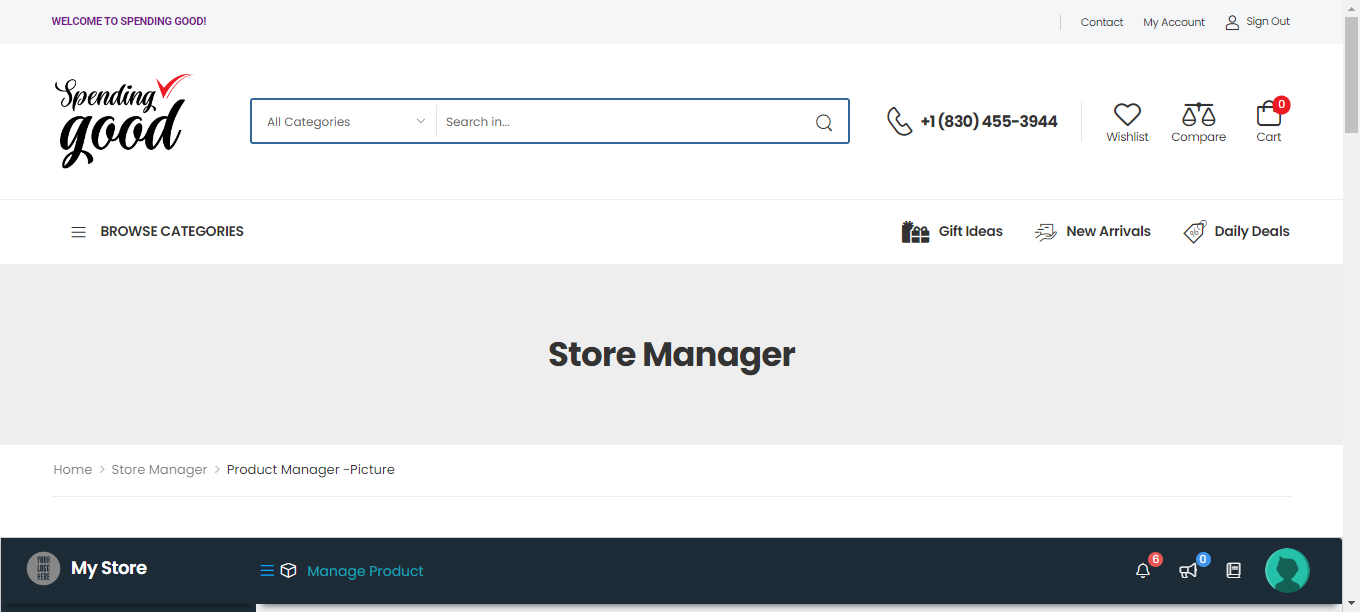 WELCOME TO SPENDING GOOD!
Contact My Account Sign Out
Spending
good
All Categories Search in...
+1 (830) 455-3944
Wishlist Compare 0 Cart
BROWSE CATEGORIES Gift Ideas New Arrivals Daily Deals
Store Manager
Home > Store Manager > Product Manager -Picture
YOUR
LOGO
HERE
My Store Manage Product 6 0